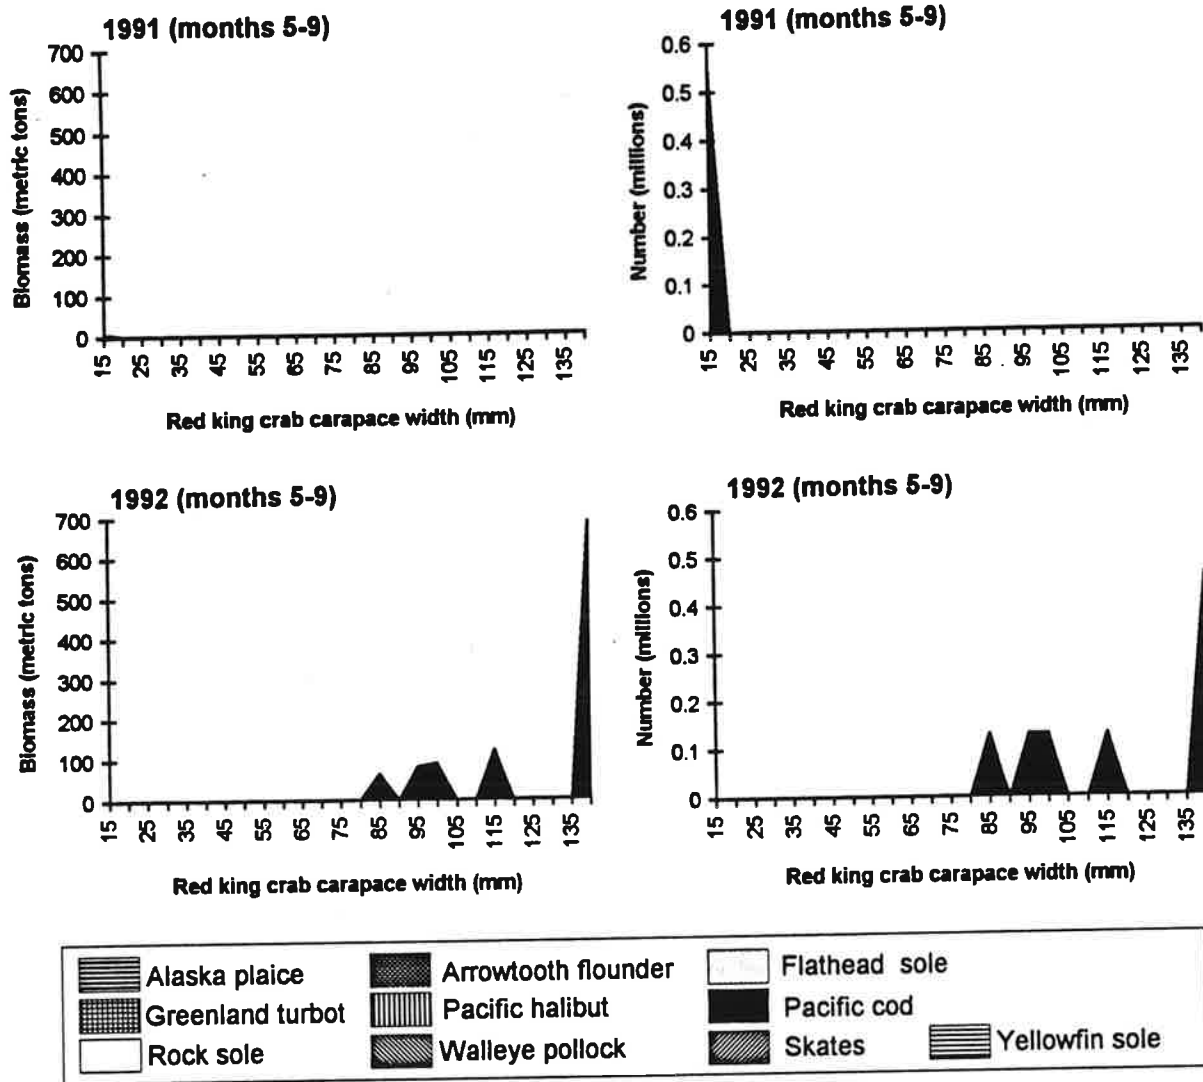 1991 (months 5-9)
700
600
500
400
300
200
100
0
Biomass (metric tons)
15 25 35 45 55 65 75 85 95 105 115 125 135
Red king crab carapace width (mm)
1991 (months 5-9)
0.6
0.5
0.4
0.3
0.2
0.1
0
Number (millions)
15 25 35 45 55 65 75 85 95 105 115 125 135
Red king crab carapace width (mm)
1992 (months 5-9)
700
600
500
400
300
200
100
0
Biomass (metric tons)
15 25 35 45 55 65 75 85 95 105 115 125 135
Red king crab carapace width (mm)
1992 (months 5-9)
0.6
0.5
0.4
0.3
0.2
0.1
0
Number (millions)
15 25 35 45 55 65 75 85 95 105 115 125 135
Red king crab carapace width (mm)
Alaska plaice Arrowtooth flounder Flathead sole
Greenland turbot Pacific halibut Pacific cod
Rock sole Walleye pollock Skates Yellowfin sole